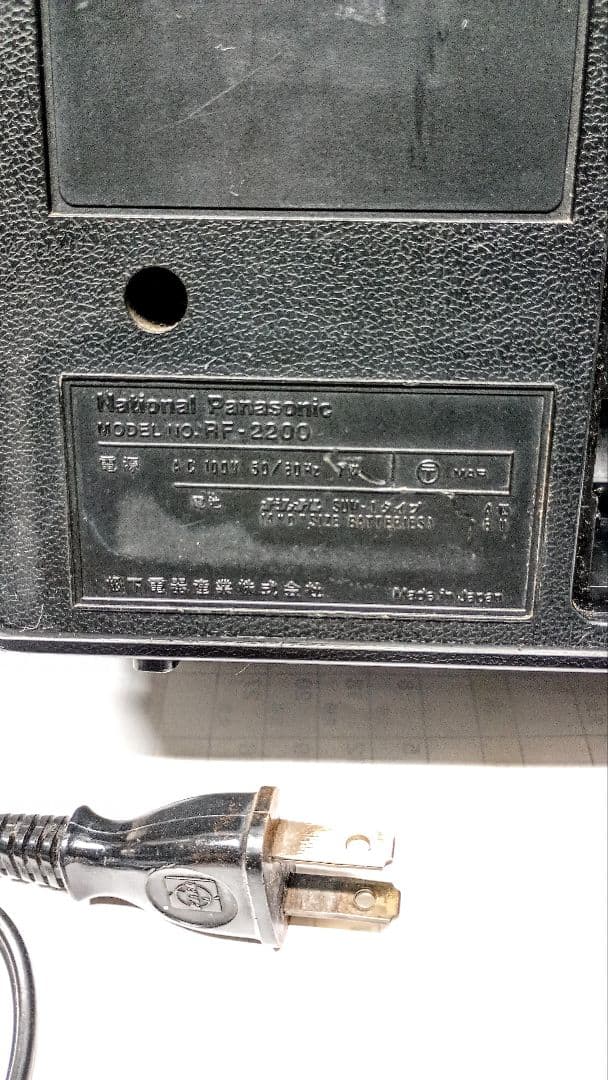 National Panasonic
MODEL NO. RF-2200
電源 AC 100V 50/60Hz 〒 MAR
電池 SUM-1タイプ
SIZE BATTERIES)
松下電器産業株式会社 Made in Japan